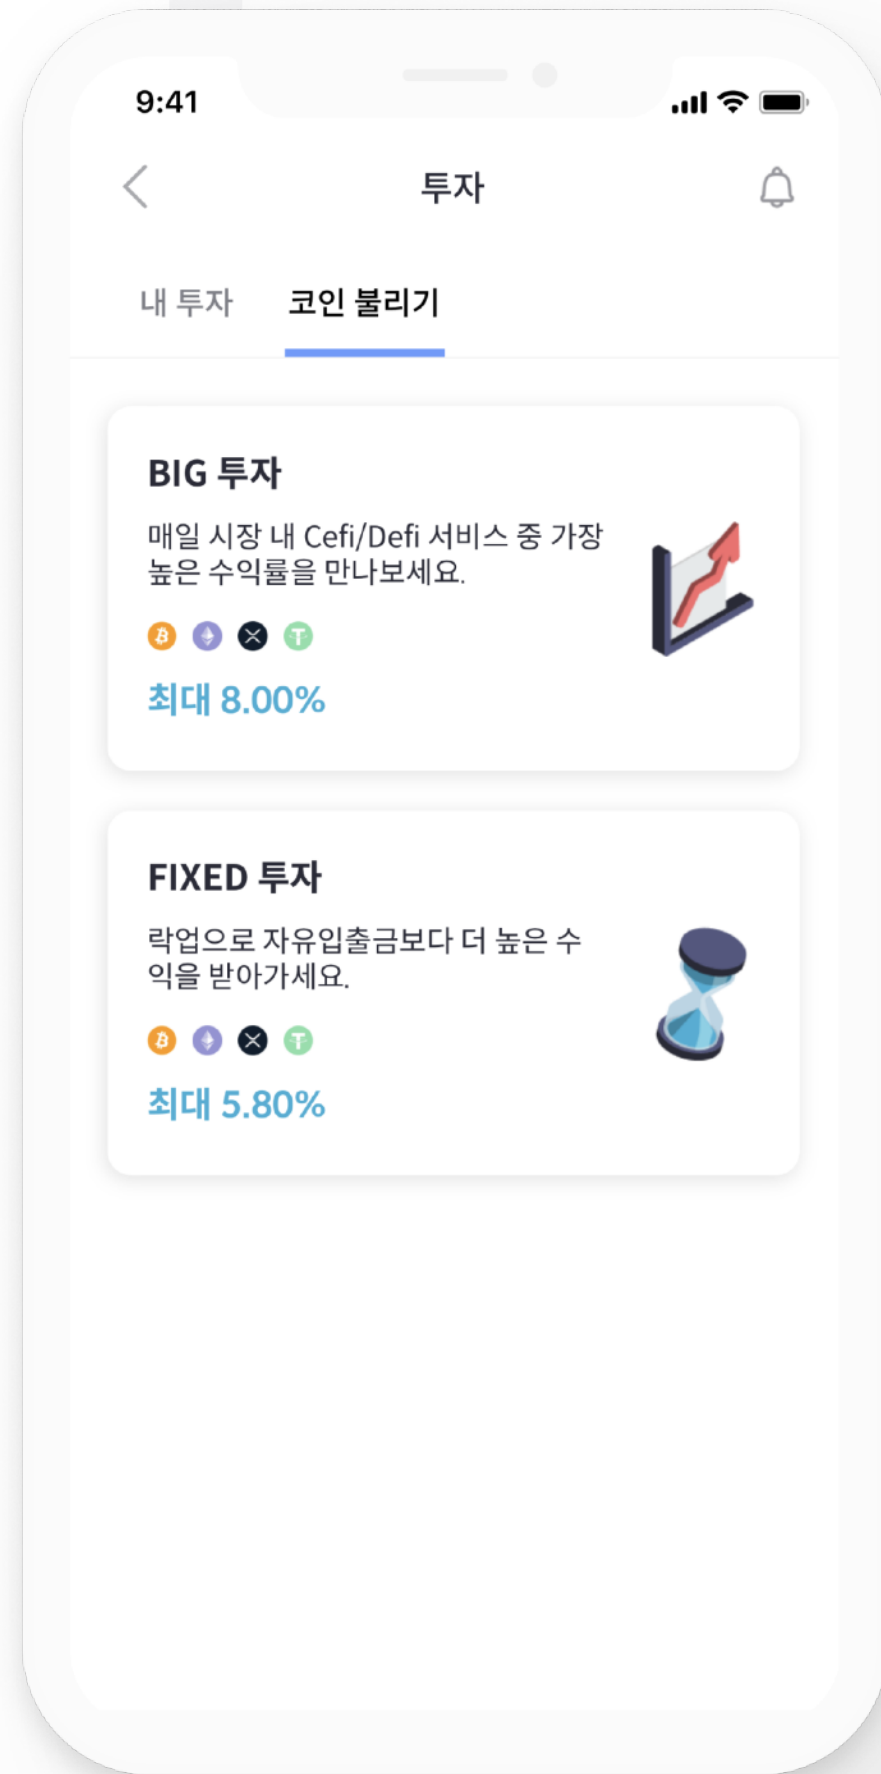 9:41
투자
내 투자
코인 불리기
BIG 투자
매일 시장 내 Cefi/Defi 서비스 중 가장
높은 수익률을 만나보세요.
최대 8.00%
FIXED 투자
락업으로 자유입출금보다 더 높은 수
익을 받아가세요.
최대 5.80%